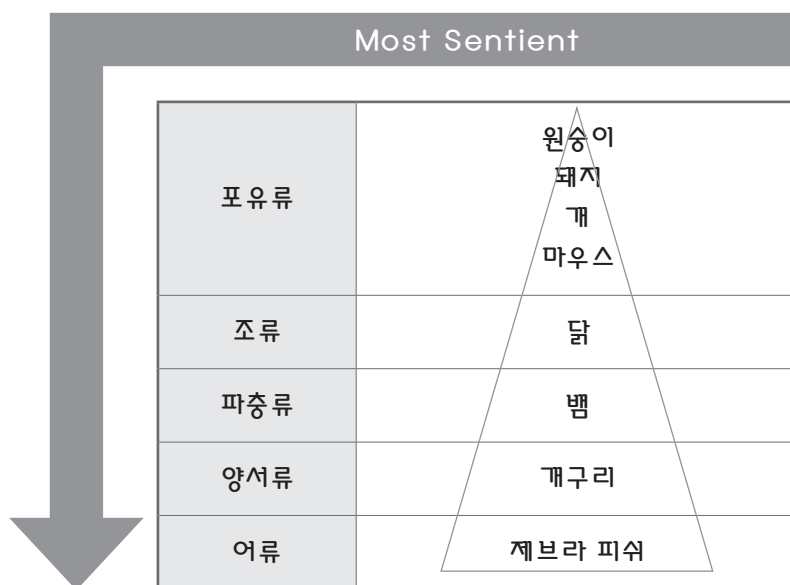 Most Sentient
포유류
원숭이
돼지
개
마우스
조류
닭
파충류
뱀
양서류
개구리
어류
제브라 피쉬